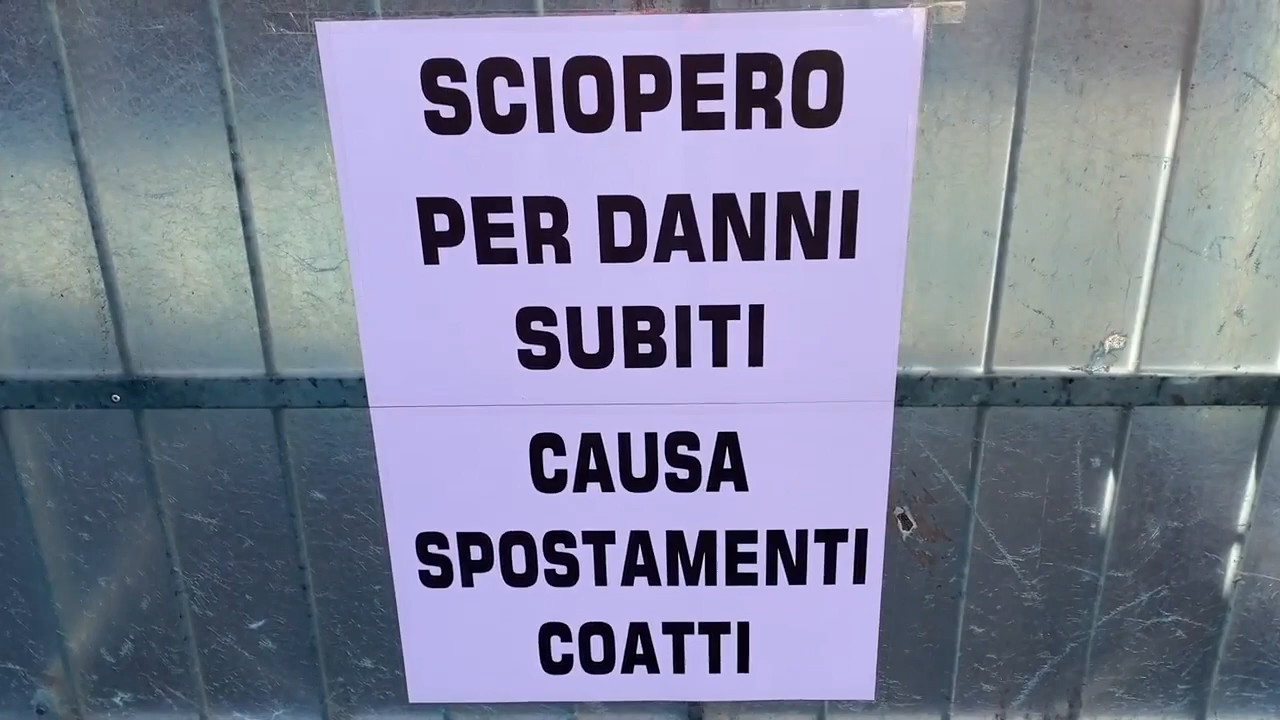 SCIOPERO
PER DANNI
SUBITI
CAUSA
SPOSTAMENTI
COATTI